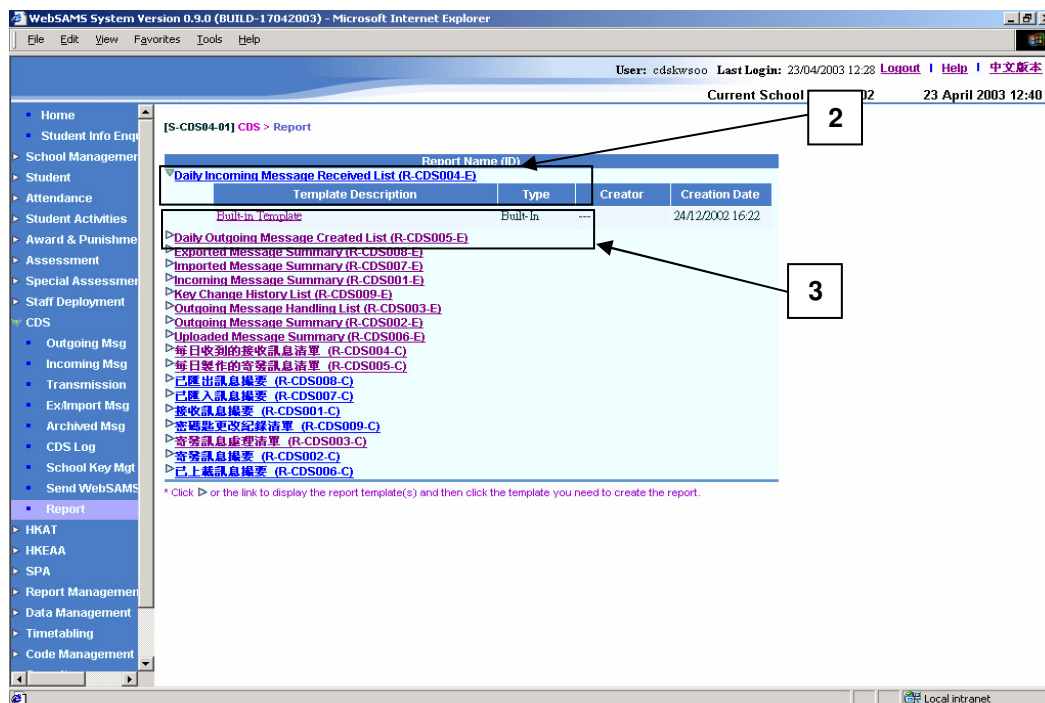 WebSAMS System Version 0.9.0 (BUILD-17042003) - Microsoft Internet Explorer
File Edit View Favorites Tools Help
User: cdskwsoo Last Login: 23/04/2003 12:28 Logout | Help | 中文版本
Current School 02 23 April 2003 12:40
2
Home
Student Info Enqu
School Managemen
Student
Attendance
Student Activities
Award & Punishme
Assessment
Special Assessmen
Staff Deployment
CDS
Outgoing Msg
Incoming Msg
Transmission
Ex/Import Msg
Archived Msg
CDS Log
School Key Mgt
Send WebSAMS
Report
HKAT
HKEAA
SPA
Report Managemen
Data Management
Timetabling
Code Management
[S-CDS04-01] CDS > Report
Report Name (ID)
Daily Incoming Message Received List (R-CDS004-E)
Template Description Type Creator Creation Date
Built-in Template Built-In --- 24/12/2002 16:22
Daily Outgoing Message Created List (R-CDS005-E)
Exported Message Summary (R-CDS008-E)
Imported Message Summary (R-CDS007-E)
Incoming Message Summary (R-CDS001-E)
Key Change History List (R-CDS009-E)
Outgoing Message Handling List (R-CDS003-E)
Outgoing Message Summary (R-CDS002-E)
Uploaded Message Summary (R-CDS006-E)
每日收到的接收訊息清單 (R-CDS004-C)
每日製作的寄發訊息清單 (R-CDS005-C)
已匯出訊息撮要 (R-CDS008-C)
已匯入訊息撮要 (R-CDS007-C)
接收訊息撮要 (R-CDS001-C)
密碼匙更改紀錄清單 (R-CDS009-C)
寄發訊息處理清單 (R-CDS003-C)
寄發訊息撮要 (R-CDS002-C)
已上載訊息撮要 (R-CDS006-C)
* Click ▷ or the link to display the report template(s) and then click the template you need to create the report.
3
Local intranet